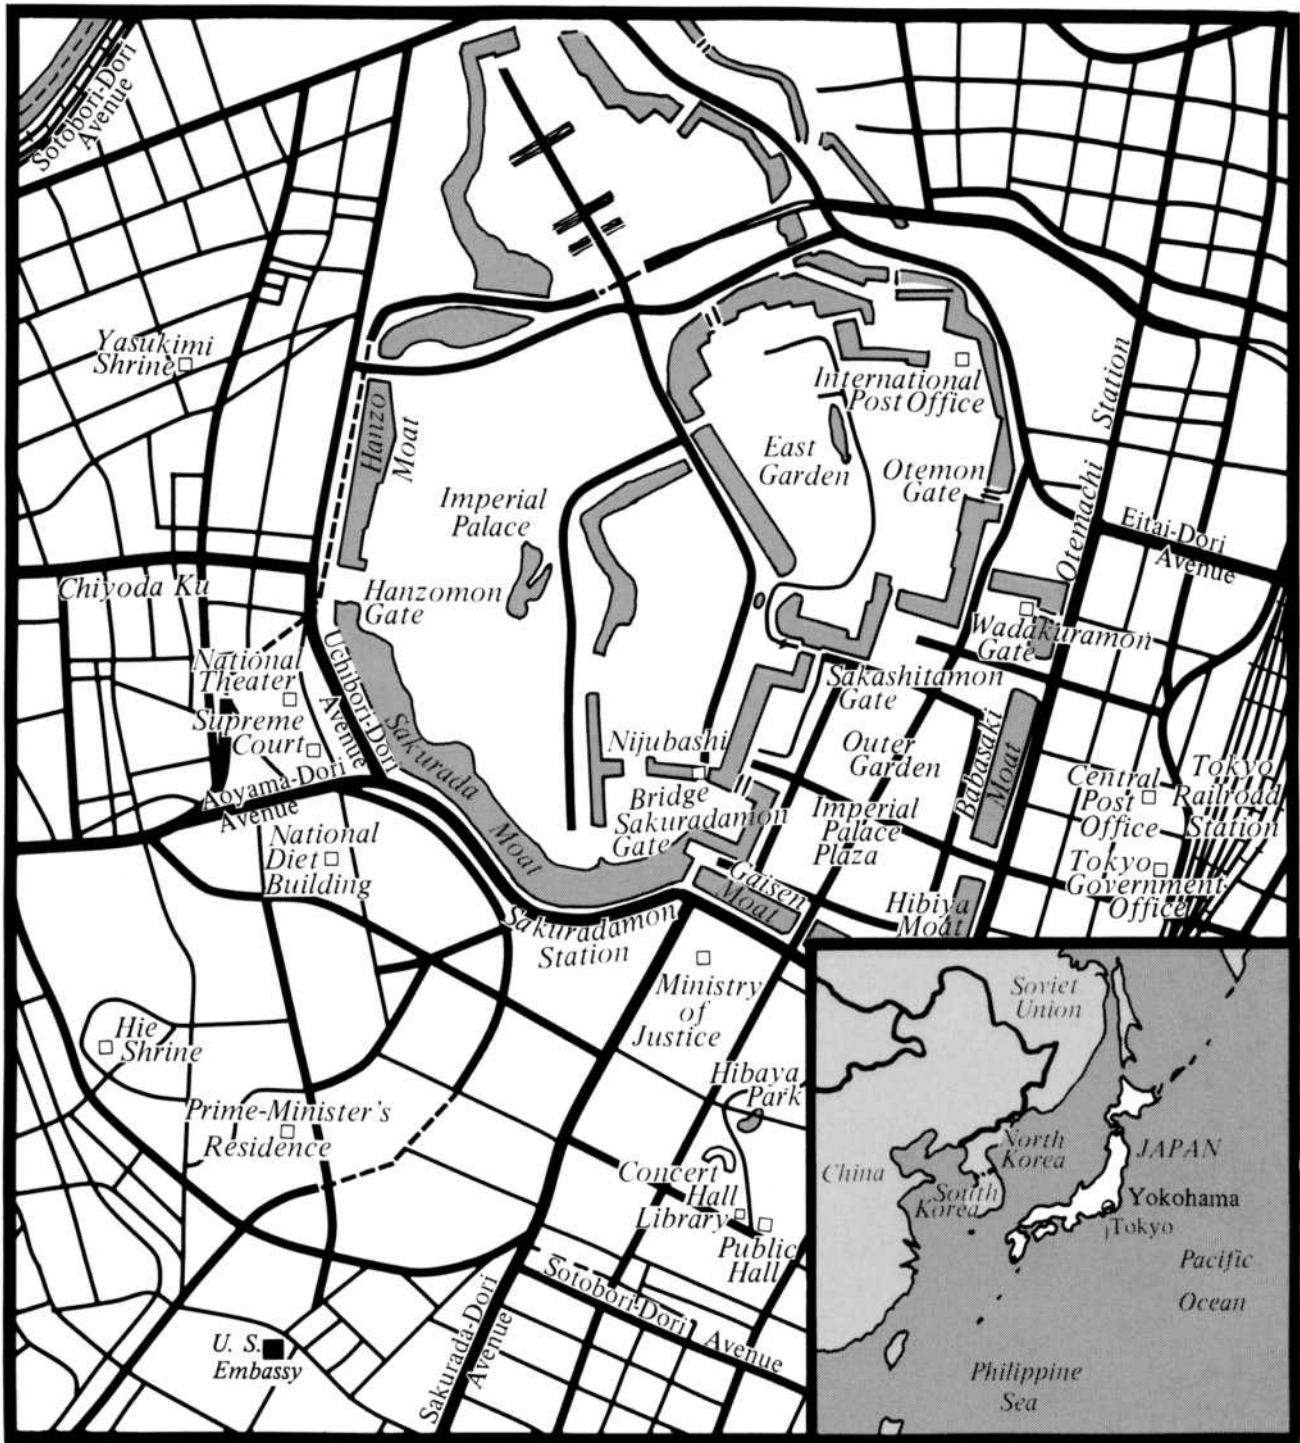 Sotobori-Dori
Avenue
Yasukimi
Shrine
Hanzo
Moat
International
Post Office
East
Garden
Otemon
Gate
Otemachi Station
Eitai-Dori
Avenue
Imperial
Palace
Hanzomon
Gate
Chiyoda Ku
Wadakuramon
Gate
National
Theater
Supreme
Court
Uchibori-Dori
Avenue
Sakurada
Moat
Sakashitamon
Gate
Nijubashi
Bridge
Outer
Garden
Babasaki
Moat
Central
Post
Office
Tokyo
Railroad
Station
Aoyama-Dori
Avenue
Sakuradamon
Gate
Imperial
Palace
Plaza
National
Diet
Building
Tokyo
Government
Office
Gaisen
Moat
Hibiya
Moat
Sakuradamon
Station
Ministry
of
Justice
Hie
Shrine
Hibaya
Park
Prime-Minister's
Residence
Concert
Hall
Library
Public
Hall
Sotobori-Dori Avenue
Sakurada-Dori
Avenue
U. S.
Embassy
Soviet
Union
North
Korea
JAPAN
China
South
Korea
Yokohama
Tokyo
Pacific
Ocean
Philippine
Sea